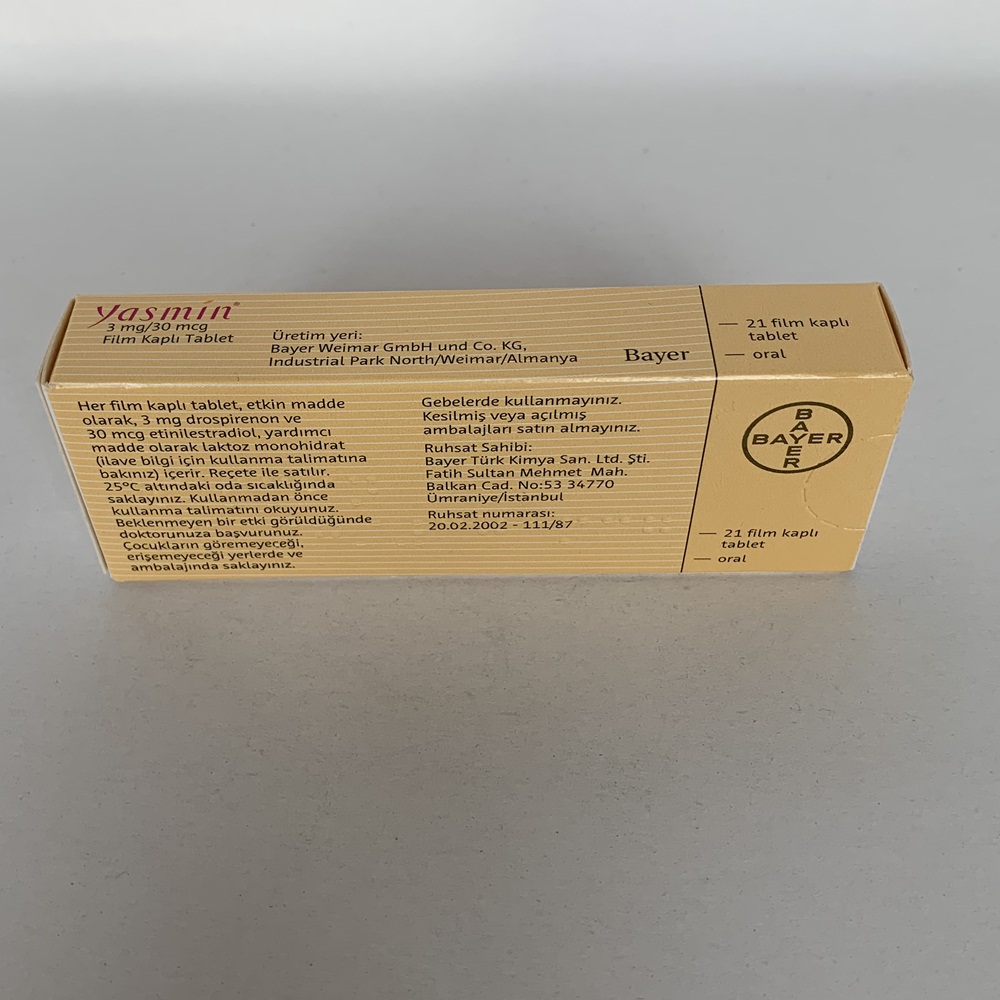 Yasmin®
3 mg/30 mcg
Film Kaplı Tablet
Üretim yeri:
Bayer Weimar GmbH und Co. KG,
Industrial Park North/Weimar/Almanya
Bayer
21 film kaplı
tablet
oral
Her film kaplı tablet, etkin madde
olarak, 3 mg drospirenon ve
30 mcg etinilestradiol, yardımcı
madde olarak laktoz monohidrat
(ilave bilgi için kullanma talimatına
bakınız) içerir. Reçete ile satılır.
25°C altındaki oda sıcaklığında
saklayınız. Kullanmadan önce
kullanma talimatını okuyunuz.
Beklenmeyen bir etki görüldüğünde
doktorunuza başvurunuz.
Çocukların göremeyeceği,
erişemeyeceği yerlerde ve
ambalajında saklayınız.
Gebelerde kullanmayınız.
Kesilmiş veya açılmış
ambalajları satın almayınız.
Ruhsat Sahibi:
Bayer Türk Kimya San. Ltd. Şti.
Fatih Sultan Mehmet Mah.
Balkan Cad. No:53 34770
Ümraniye/İstanbul
Ruhsat numarası:
20.02.2002 - 111/87
BAYER
BAYER
21 film kaplı
tablet
oral